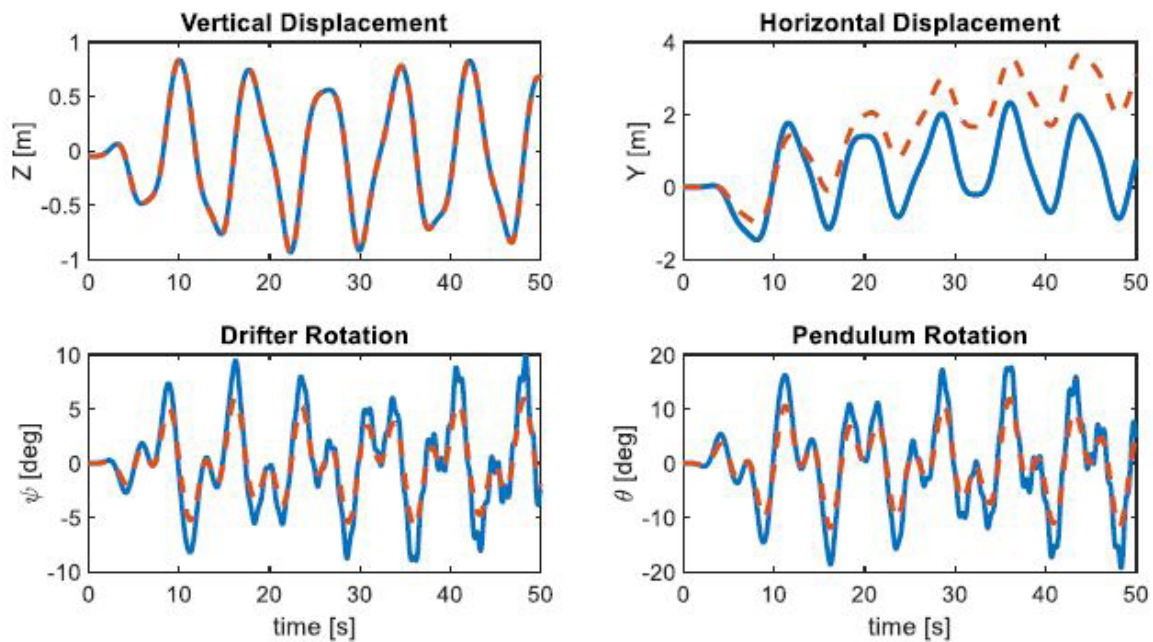 Vertical Displacement
Z [m]
1
0.5
0
-0.5
-1
0 10 20 30 40 50
Horizontal Displacement
Y [m]
4
2
0
-2
0 10 20 30 40 50
Drifter Rotation
ψ [deg]
10
5
0
-5
-10
0 10 20 30 40 50
time [s]
Pendulum Rotation
θ [deg]
20
10
0
-10
-20
0 10 20 30 40 50
time [s]